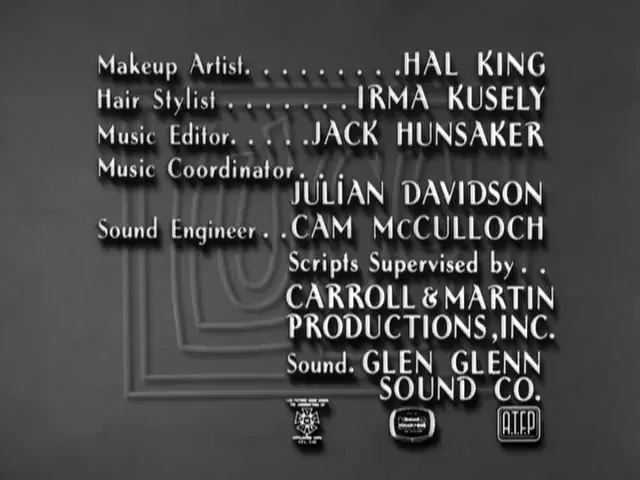 Makeup Artist. . . . . . . . .HAL KING
Hair Stylist . . . . . . . IRMA KUSELY
Music Editor. . . . .JACK HUNSAKER
Music Coordinator. . .
JULIAN DAVIDSON
Sound Engineer . . CAM McCULLOCH
Scripts Supervised by . .
CARROLL & MARTIN
PRODUCTIONS, INC.
Sound. GLEN GLENN
SOUND CO.
A.T.F.P